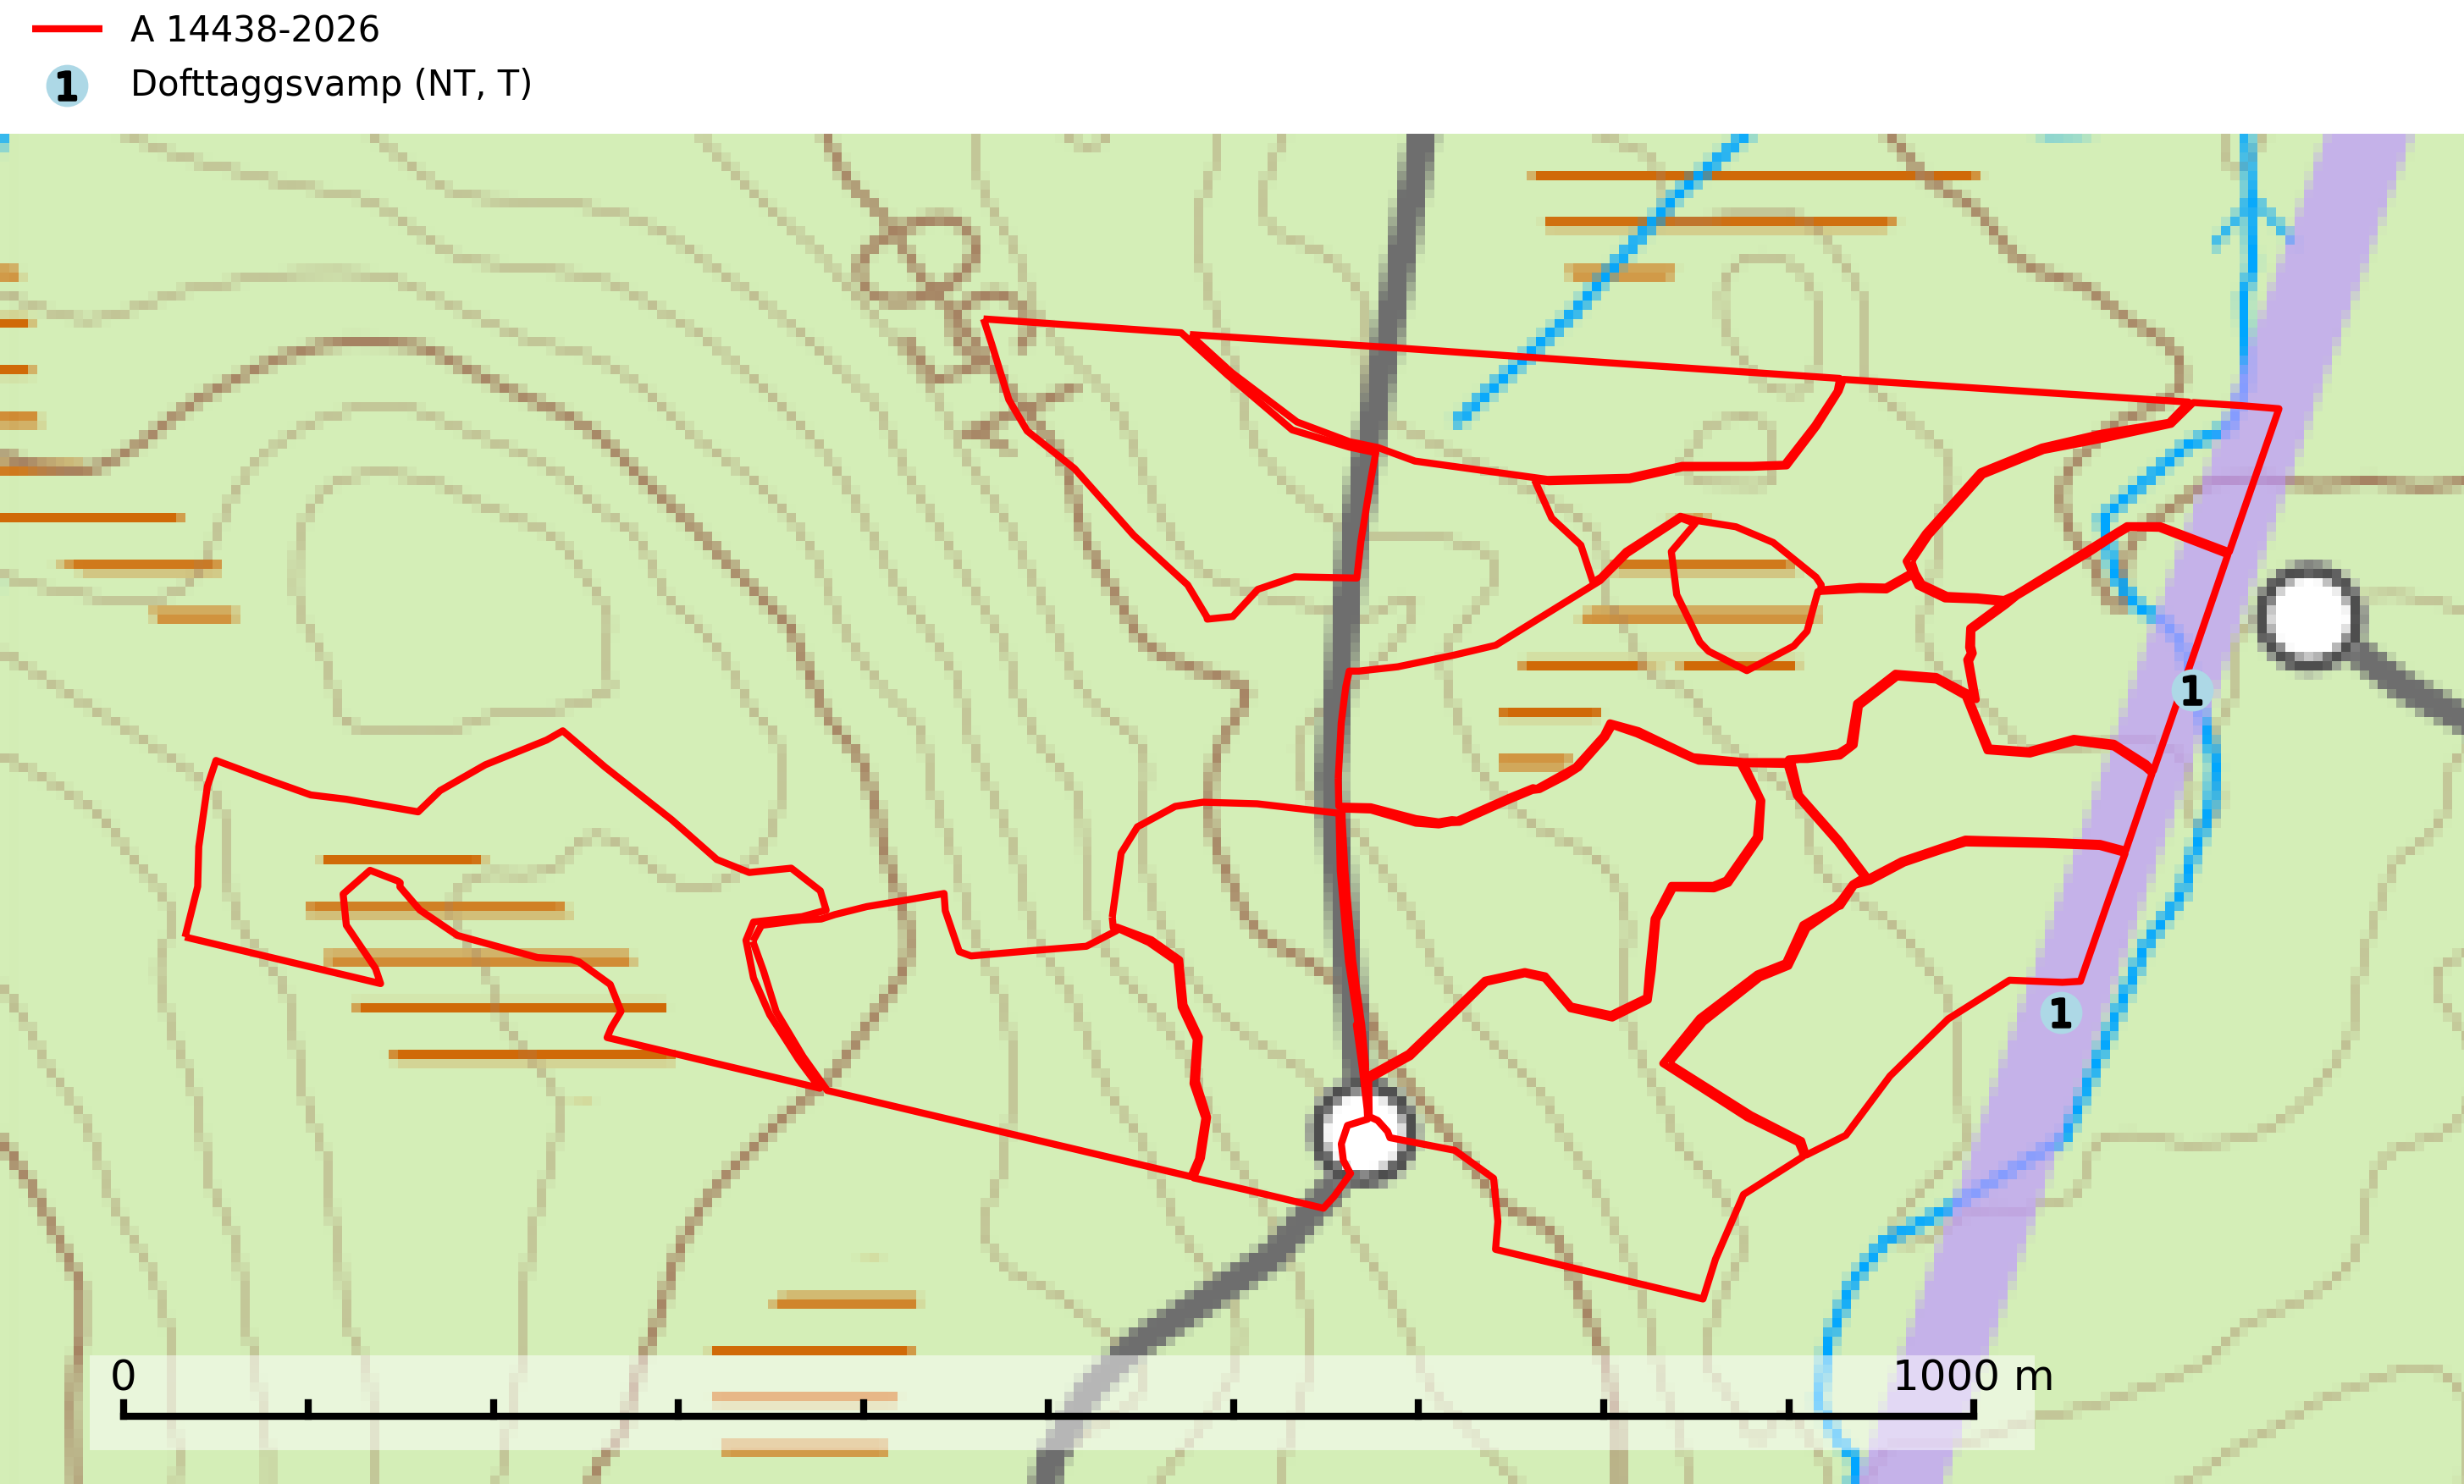 A 14438-2026
1 Dofttaggsvamp (NT, T)
1
1
0 1000 m